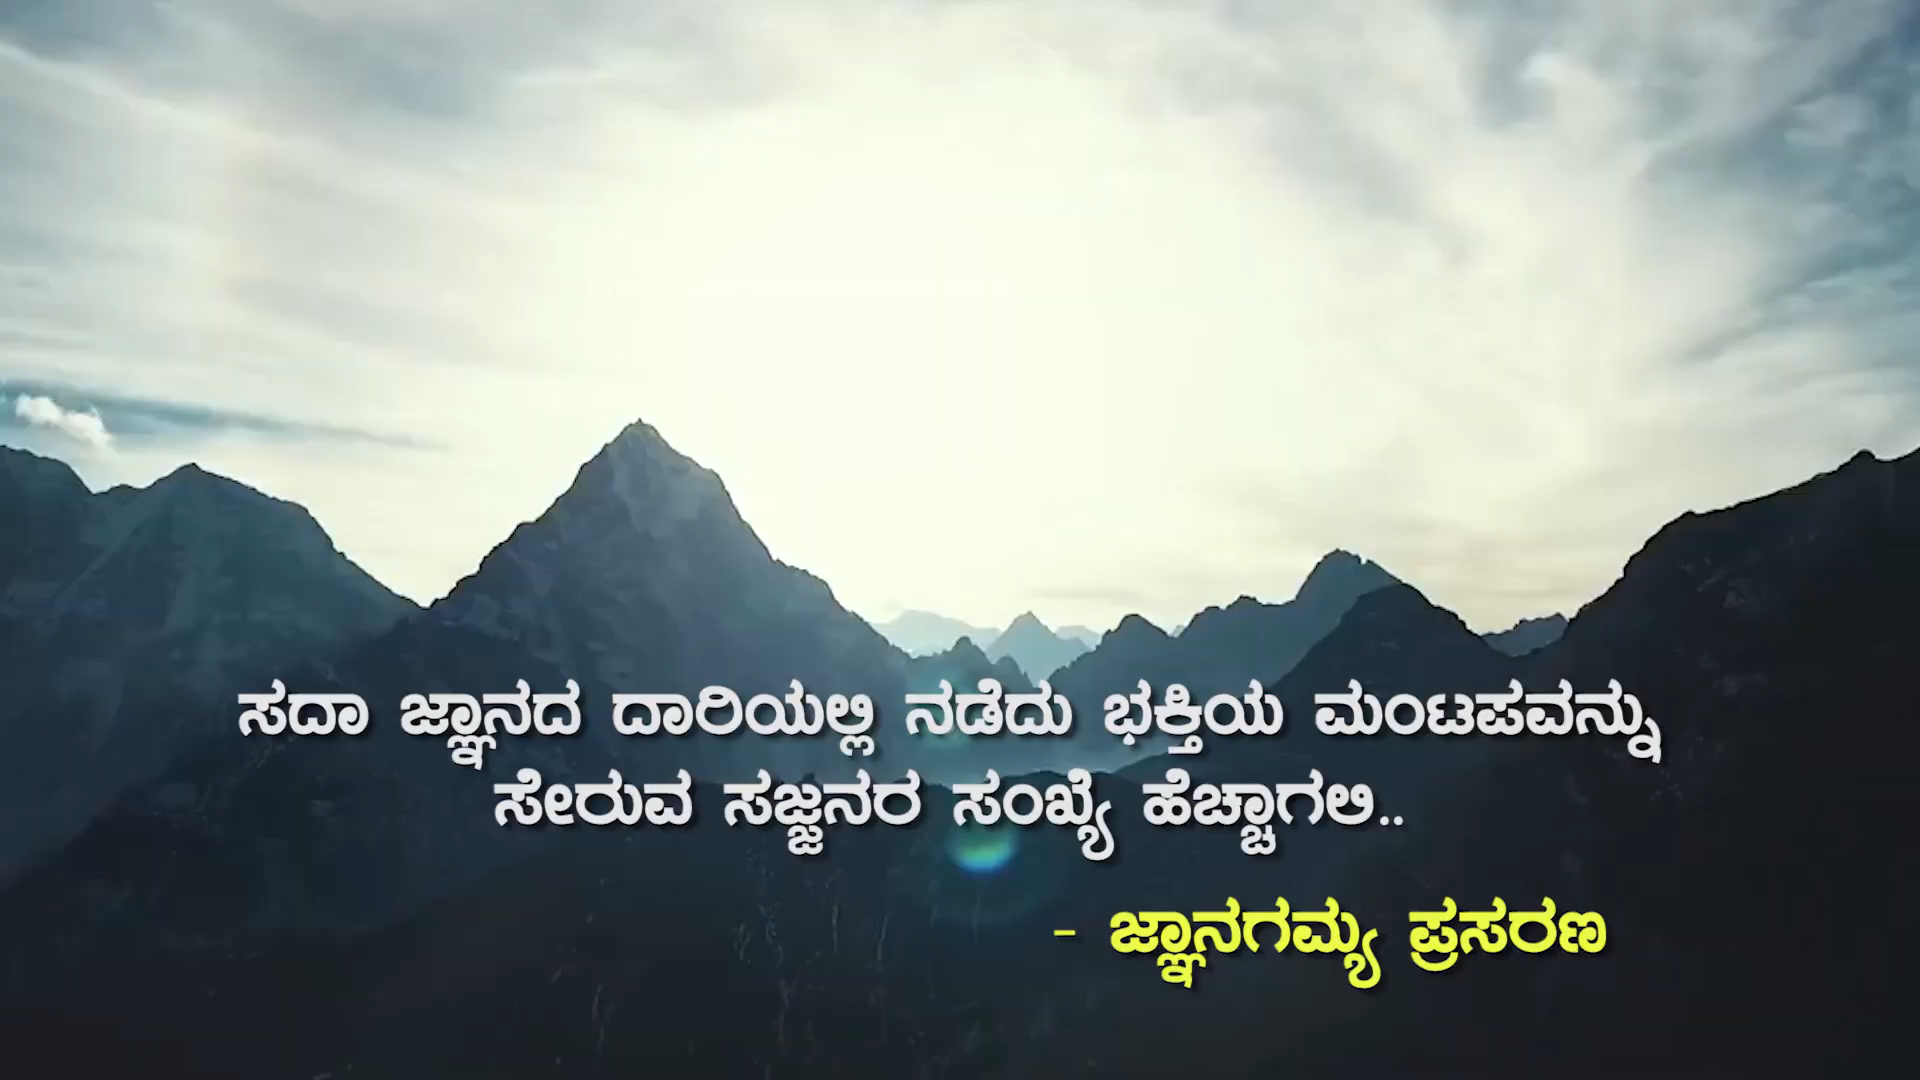 ಸದಾ ಜ್ಞಾನದ ದಾರಿಯಲ್ಲಿ ನಡೆದು ಭಕ್ತಿಯ ಮಂಟಪವನ್ನು
ಸೇರುವ ಸಜ್ಜನರ ಸಂಖ್ಯೆ ಹೆಚ್ಚಾಗಲಿ..
- ಜ್ಞಾನಗಮ್ಯ ಪ್ರಸರಣ